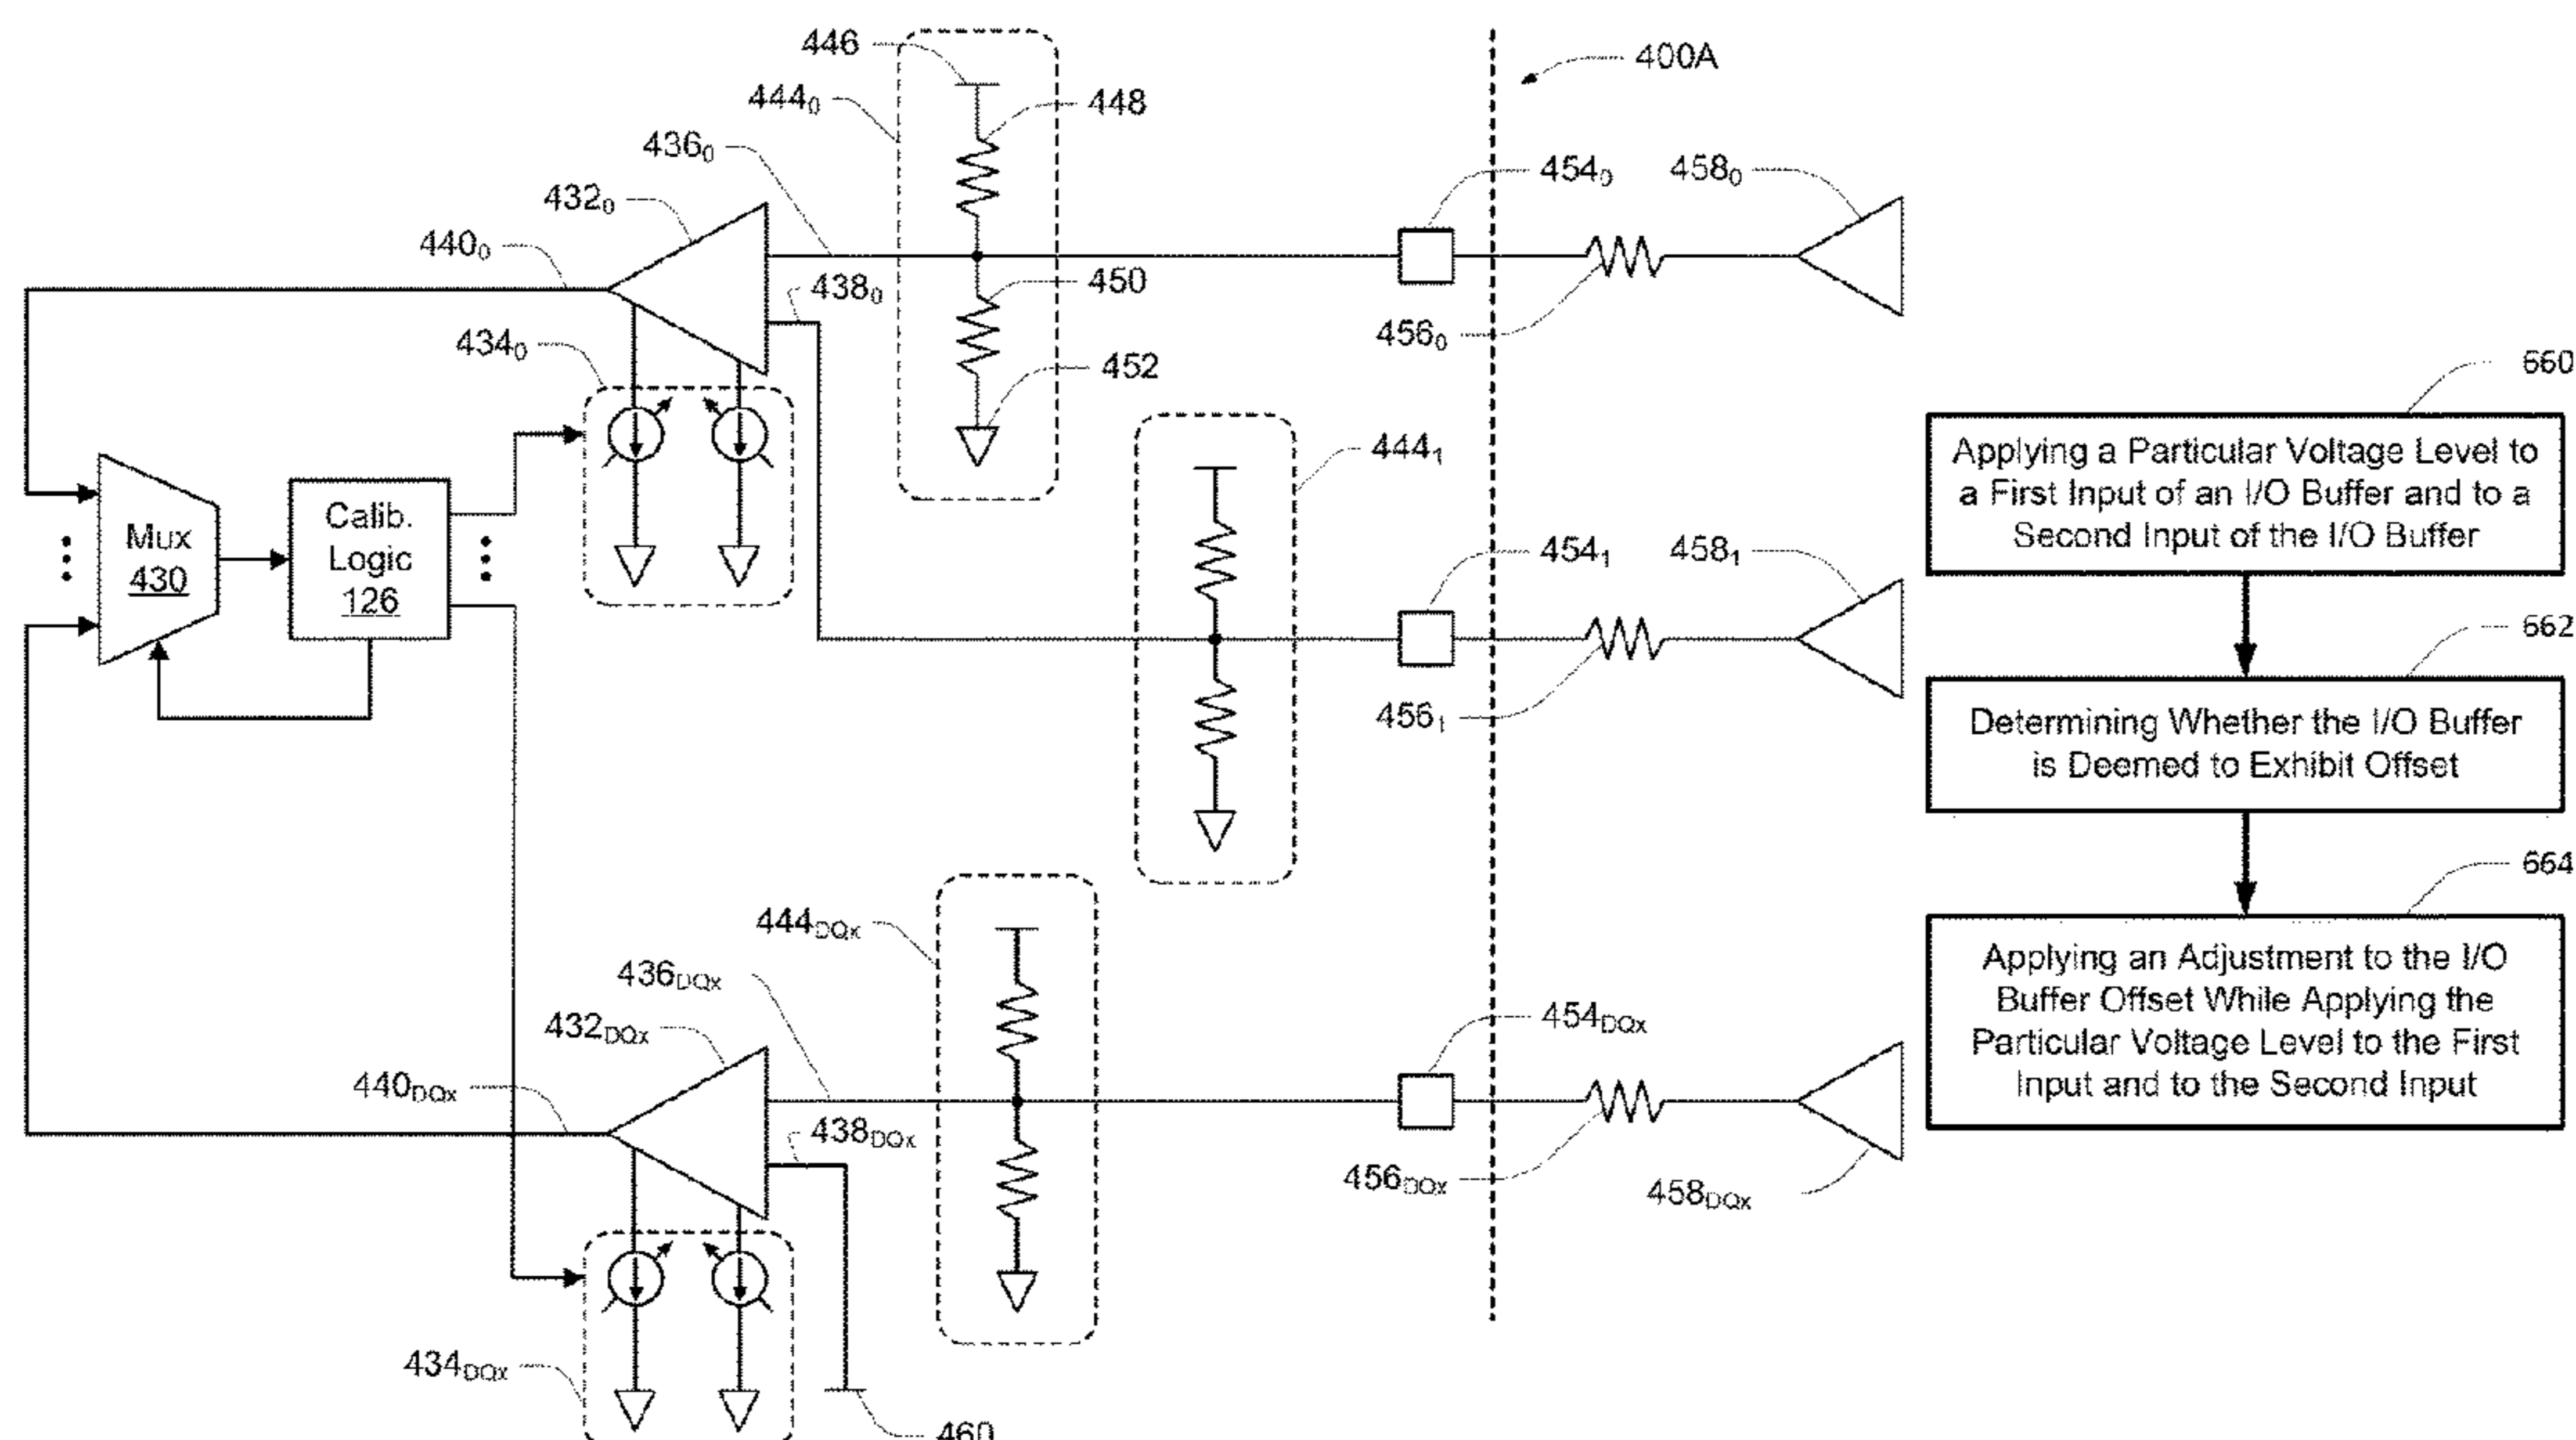 446
400A
444₀
448
436₀
454₀
458₀
432₀
440₀
438₀
450
456₀
434₀
452
660
444₁
Applying a Particular Voltage Level to
a First Input of an I/O Buffer and to a
Second Input of the I/O Buffer
Mux
430
Calib.
Logic
126
454₁
458₁
662
456₁
Determining Whether the I/O Buffer
is Deemed to Exhibit Offset
664
444DQx
436DQx
432DQx
454DQx
Applying an Adjustment to the I/O
Buffer Offset While Applying the
Particular Voltage Level to the First
Input and to the Second Input
440DQx
438DQx
456DQx
458DQx
434DQx
460